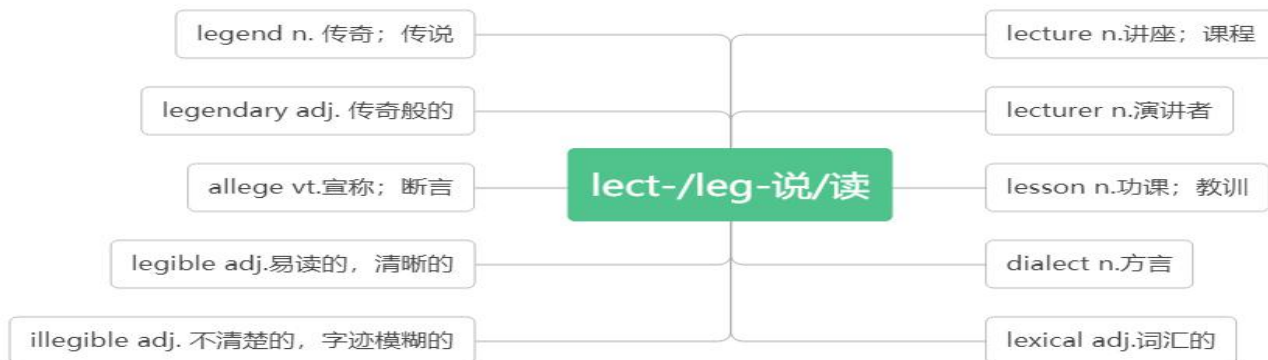 legend n. 传奇；传说
legendary adj. 传奇般的
allege vt.宣称；断言
legible adj.易读的，清晰的
illegible adj. 不清楚的，字迹模糊的
lect-/leg-说/读
lecture n.讲座；课程
lecturer n.演讲者
lesson n.功课；教训
dialect n.方言
lexical adj.词汇的